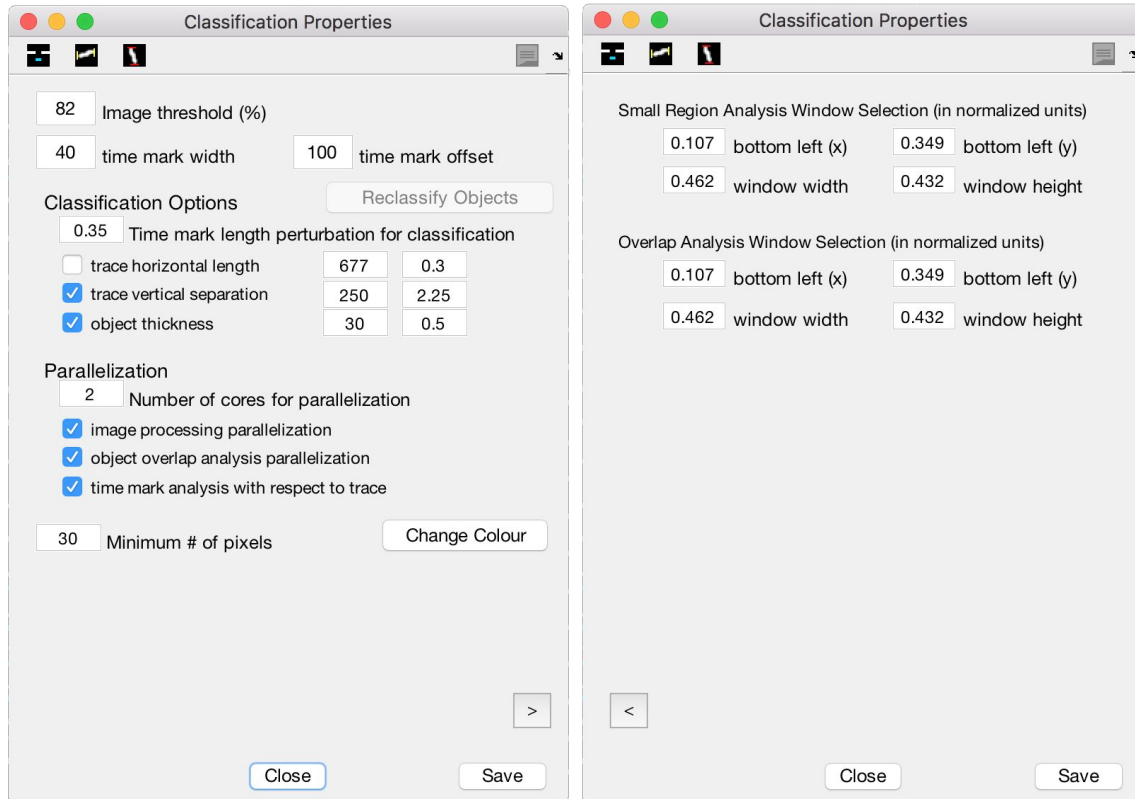 Classification Properties
82 Image threshold (%)
40 time mark width 100 time mark offset
Classification Options Reclassify Objects
0.35 Time mark length perturbation for classification
trace horizontal length 677 0.3
trace vertical separation 250 2.25
object thickness 30 0.5
Parallelization
2 Number of cores for parallelization
image processing parallelization
object overlap analysis parallelization
time mark analysis with respect to trace
30 Minimum # of pixels Change Colour
>
Close Save
Classification Properties
Small Region Analysis Window Selection (in normalized units)
0.107 bottom left (x) 0.349 bottom left (y)
0.462 window width 0.432 window height
Overlap Analysis Window Selection (in normalized units)
0.107 bottom left (x) 0.349 bottom left (y)
0.462 window width 0.432 window height
<
Close Save